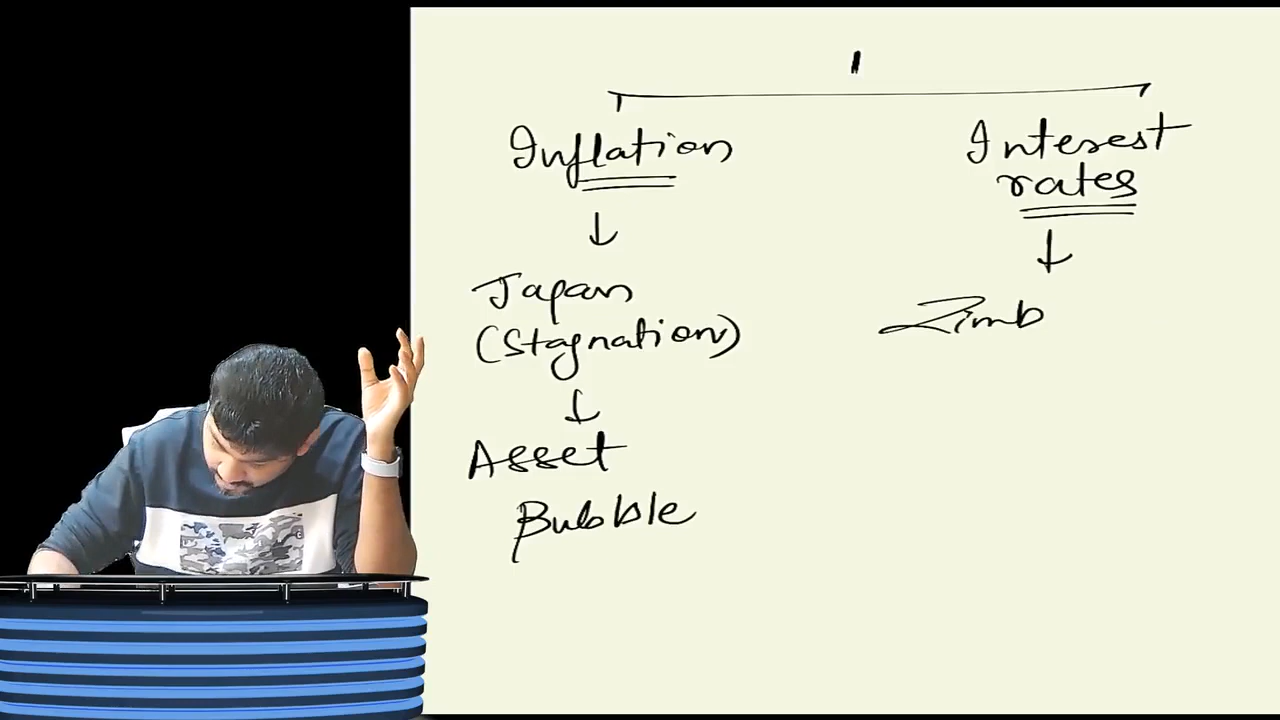 Inflation
Interest
rates
Japan
(Stagnation)
Zimb
Asset
Bubble